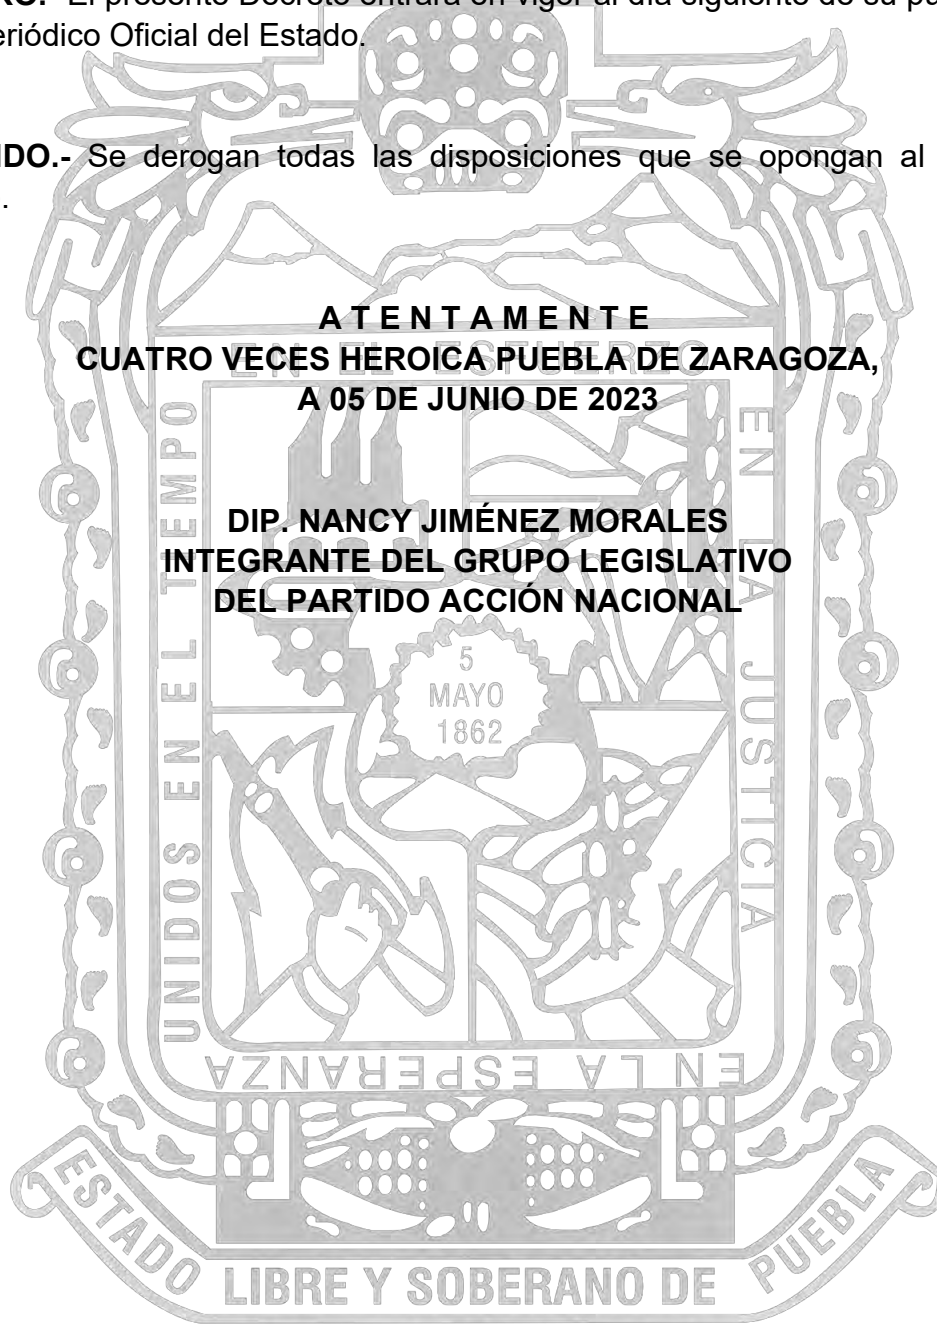 El presente Decreto entrará en vigor al día siguiente de su
Oficial del Estado.
Se derogan todas las disposiciones que se opongan al
.
A T E N T A M E N T E
CUATRO VECES HEROICA PUEBLA DE ZARAGOZA,
A 05 DE JUNIO DE 2023
DIP. NANCY JIMÉNEZ MORALES
INTEGRANTE DEL GRUPO LEGISLATIVO
DEL PARTIDO ACCIÓN NACIONAL
UNIDOS EN EL TIEMPO
EN EL ESFUERZO
EN LA JUSTICIA
EN LA ESPERANZA
5
MAYO
1862
ESTADO LIBRE Y SOBERANO DE PUEBLA